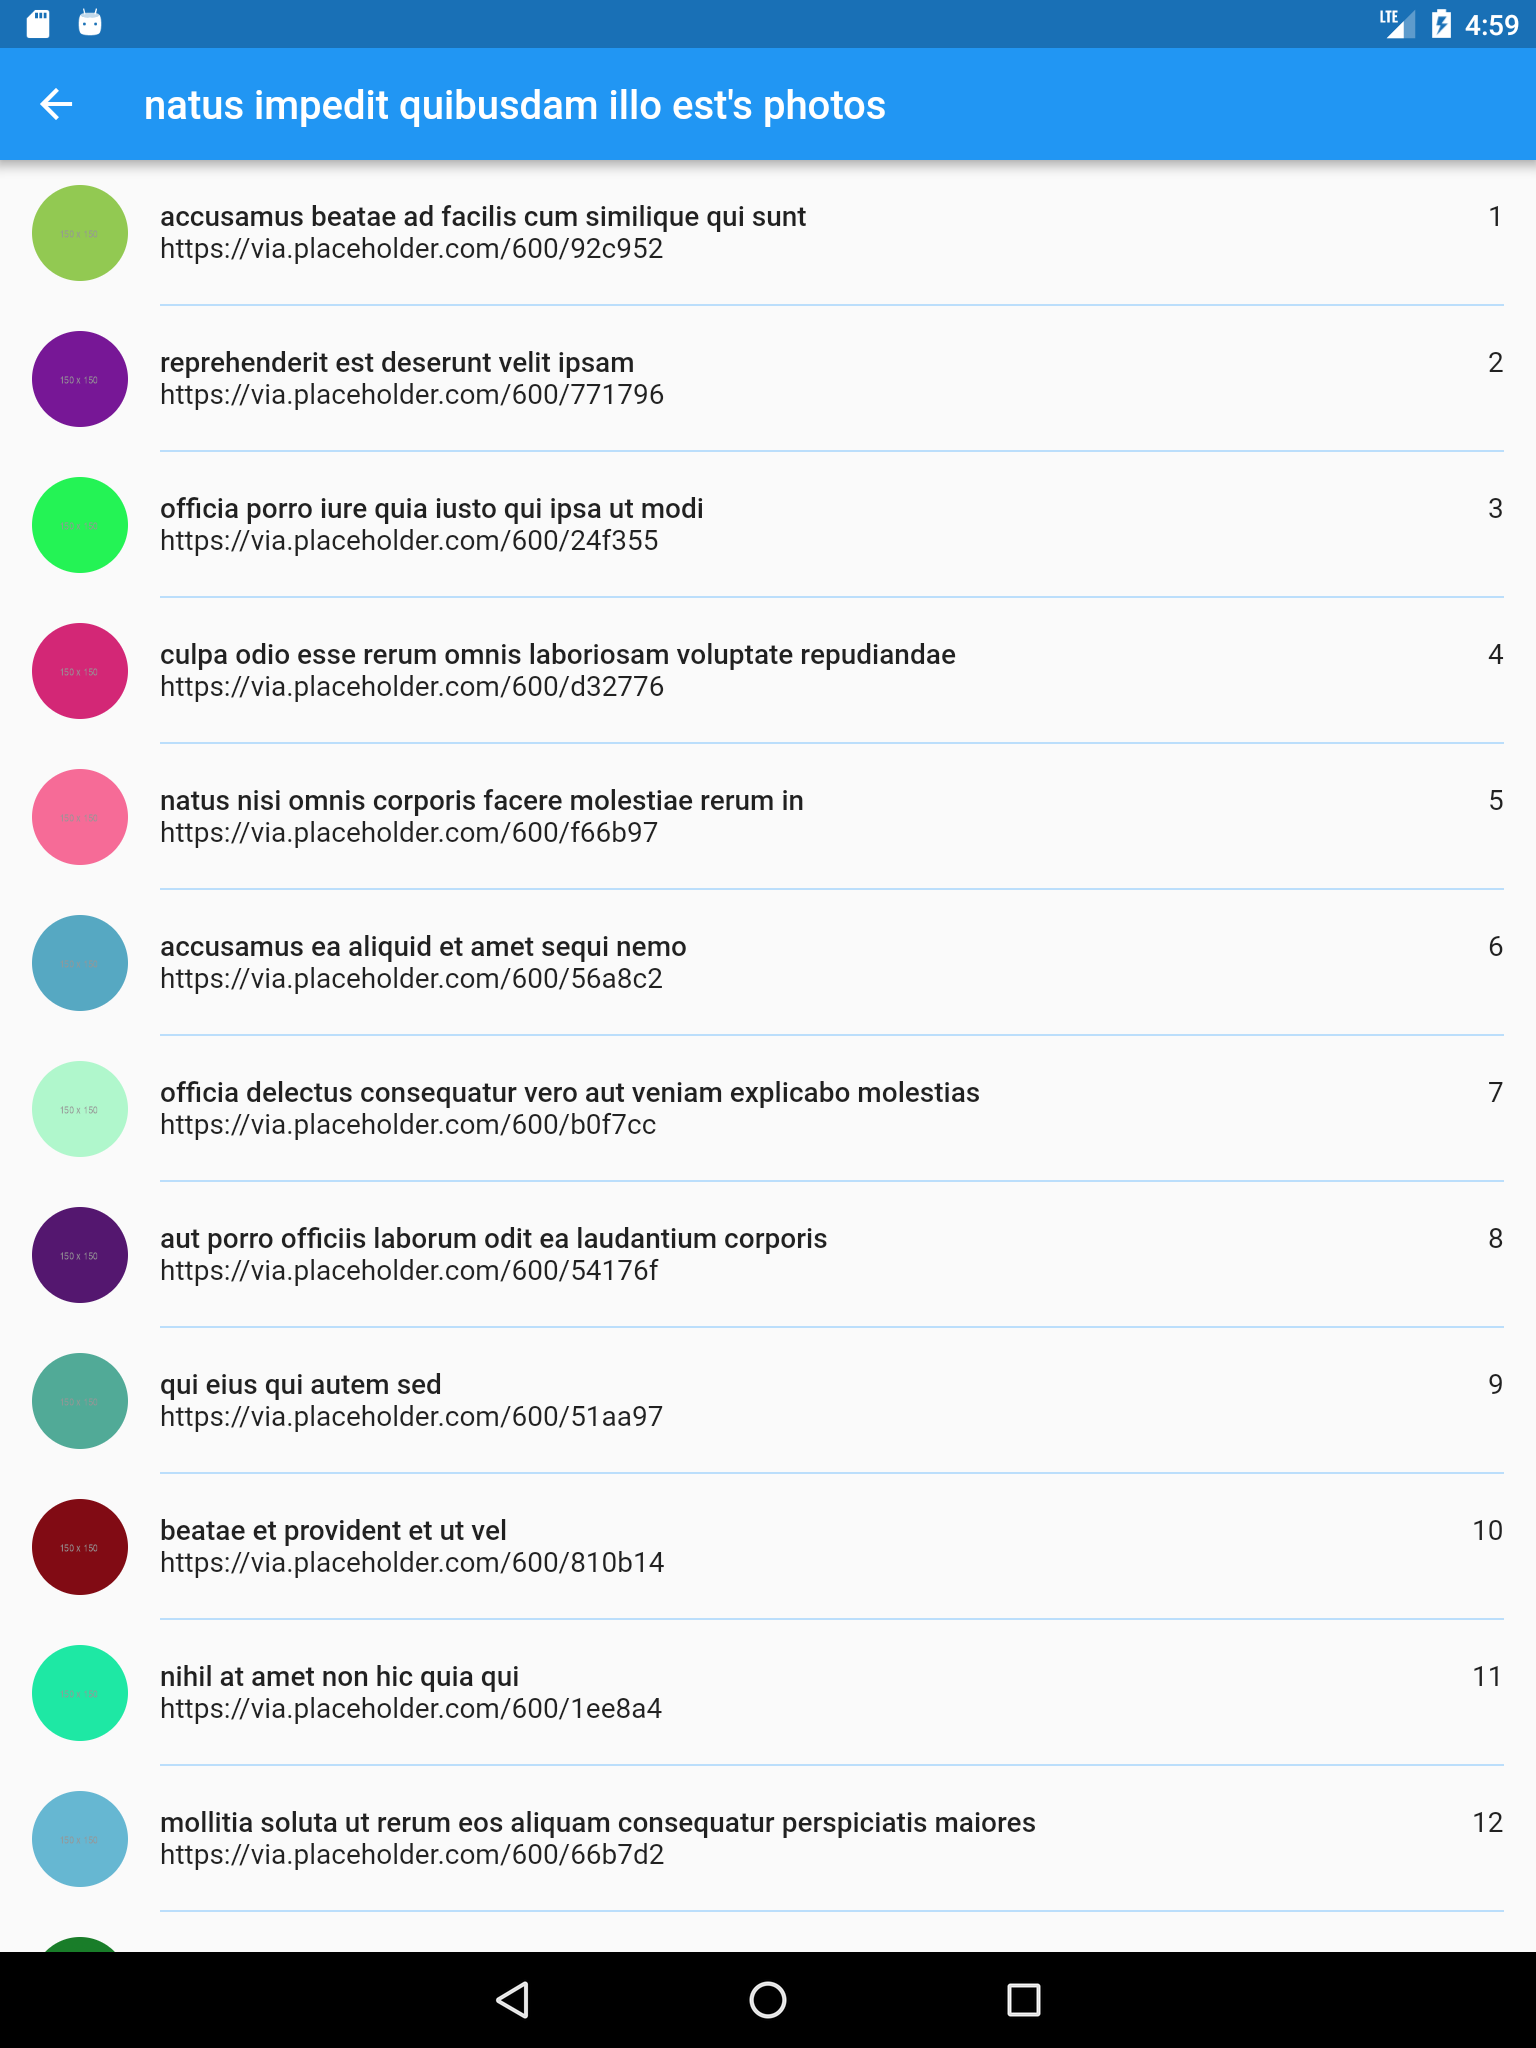 LTE 4:59
natus impedit quibusdam illo est's photos
accusamus beatae ad facilis cum similique qui sunt 1
https://via.placeholder.com/600/92c952
150 x 150
reprehenderit est deserunt velit ipsam 2
https://via.placeholder.com/600/771796
150 x 150
officia porro iure quia iusto qui ipsa ut modi 3
https://via.placeholder.com/600/24f355
150 x 150
culpa odio esse rerum omnis laboriosam voluptate repudiandae 4
https://via.placeholder.com/600/d32776
150 x 150
natus nisi omnis corporis facere molestiae rerum in 5
https://via.placeholder.com/600/f66b97
accusamus ea aliquid et amet sequi nemo 6
https://via.placeholder.com/600/56a8c2
officia delectus consequatur vero aut veniam explicabo molestias 7
https://via.placeholder.com/600/b0f7cc
150 x 150
aut porro officiis laborum odit ea laudantium corporis 8
https://via.placeholder.com/600/54176f
150 x 150
qui eius qui autem sed 9
https://via.placeholder.com/600/51aa97
beatae et provident et ut vel 10
https://via.placeholder.com/600/810b14
150 x 150
nihil at amet non hic quia qui 11
https://via.placeholder.com/600/1ee8a4
150 x 150
mollitia soluta ut rerum eos aliquam consequatur perspiciatis maiores 12
https://via.placeholder.com/600/66b7d2
150 x 150